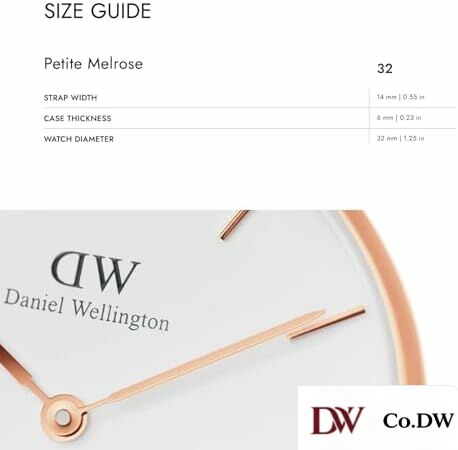 SIZE GUIDE
Petite Melrose
32
STRAP WIDTH 14 mm | 0.55 in
CASE THICKNESS 6 mm | 0.23 in
WATCH DIAMETER 32 mm | 1.25 in
DW
Daniel Wellington
DW Co.DW